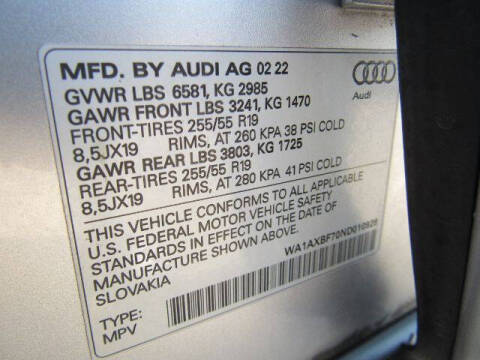 MFD. BY AUDI AG 02 22
GVWR LBS 6581, KG 2985
GAWR FRONT LBS 3241, KG 1470
FRONT-TIRES 255/55 R19
8,5JX19 RIMS, AT 260 KPA 38 PSI COLD
GAWR REAR LBS 3803, KG 1725
REAR-TIRES 255/55 R19
8,5JX19 RIMS, AT 280 KPA 41 PSI COLD
THIS VEHICLE CONFORMS TO ALL APPLICABLE
U.S. FEDERAL MOTOR VEHICLE SAFETY
STANDARDS IN EFFECT ON THE DATE OF
MANUFACTURE SHOWN ABOVE.
SLOVAKIA
WA1AXBF70ND010928
TYPE:
MPV
Audi